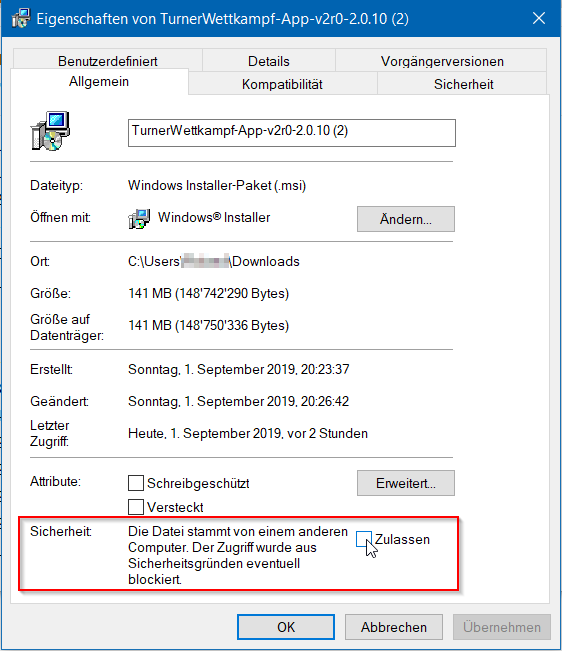 Eigenschaften von TurnerWettkampf-App-v2r0-2.0.10 (2)
Benutzerdefiniert Details Vorgängerversionen
Allgemein Kompatibilität Sicherheit
TurnerWettkampf-App-v2r0-2.0.10 (2)
Dateityp: Windows Installer-Paket (.msi)
Öffnen mit: Windows® Installer Ändern...
Ort: C:\Users\ \Downloads
Größe: 141 MB (148'742'290 Bytes)
Größe auf
Datenträger: 141 MB (148'750'336 Bytes)
Erstellt: Sonntag, 1. September 2019, 20:23:37
Geändert: Sonntag, 1. September 2019, 20:26:42
Letzter
Zugriff: Heute, 1. September 2019, vor 2 Stunden
Attribute: Schreibgeschützt Erweitert...
Versteckt
Sicherheit: Die Datei stammt von einem anderen
Computer. Der Zugriff wurde aus Zulassen
Sicherheitsgründen eventuell
blockiert.
OK Abbrechen Übernehmen